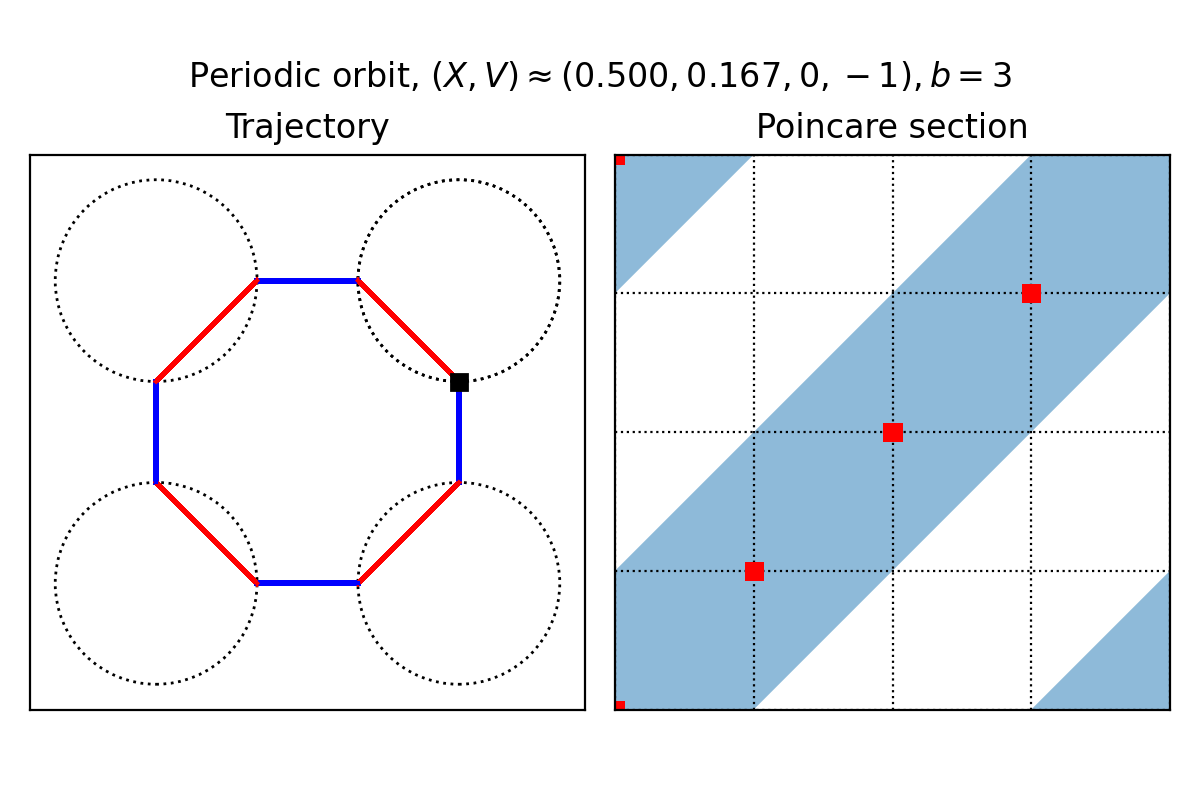 Periodic orbit, (X, V) ≈ (0.500, 0.167, 0, −1), b = 3
Trajectory
Poincare section